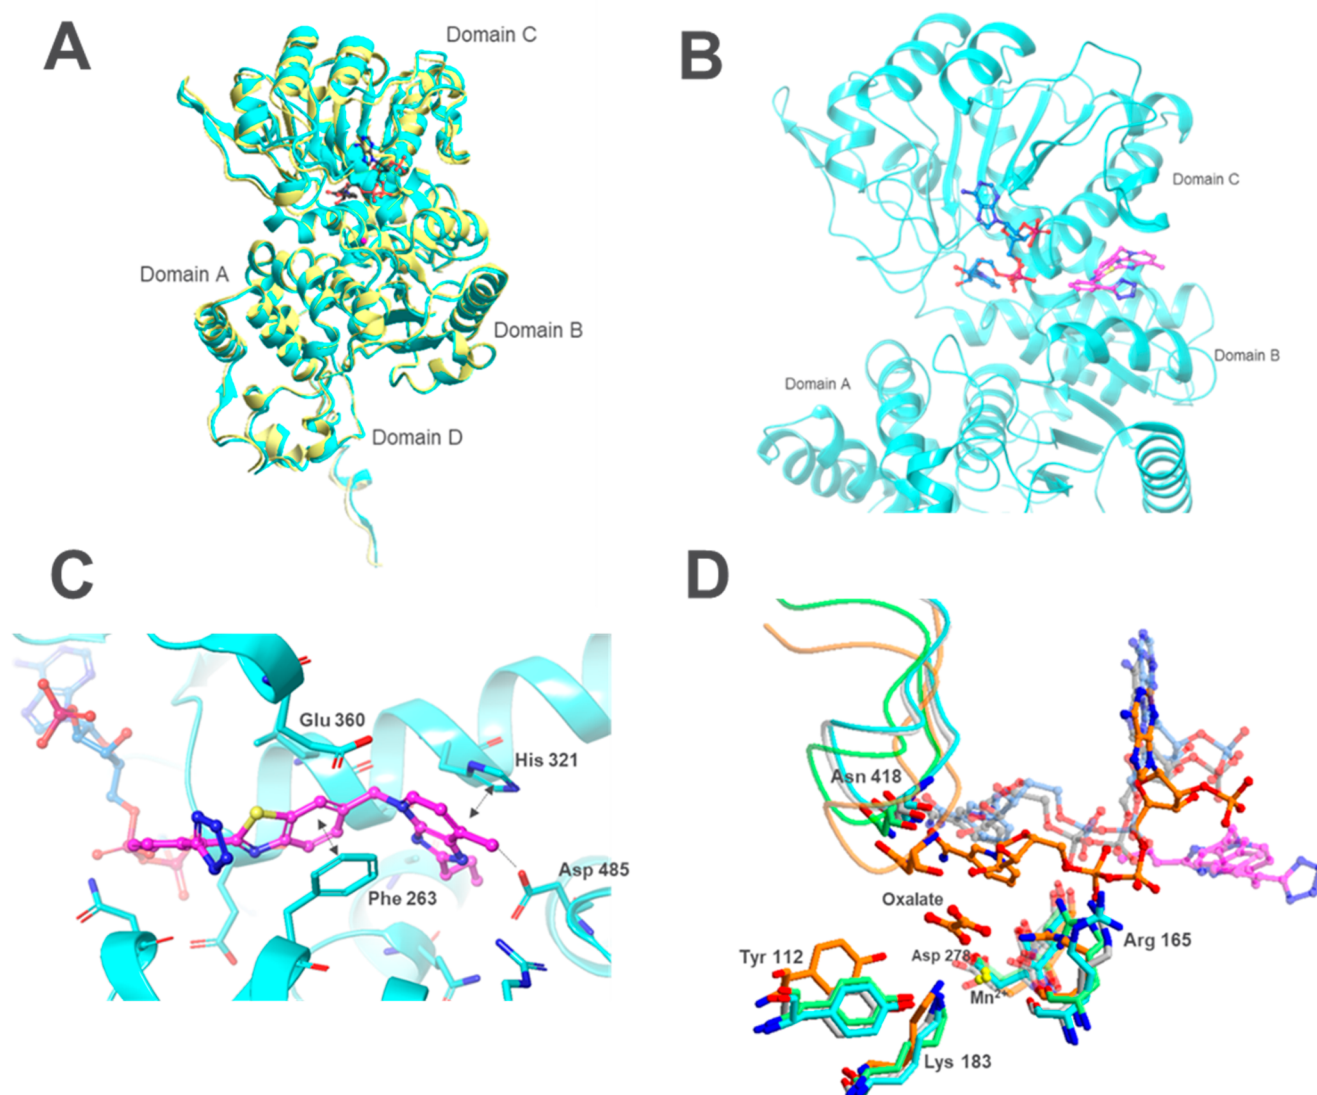 A
Domain C
Domain A
Domain B
Domain D
B
Domain C
Domain B
Domain A
C
Glu 360
His 321
Asp 485
Phe 263
D
Asn 418
Oxalate
Arg 165
Tyr 112
Asp 278
Mn²⁺
Lys 183